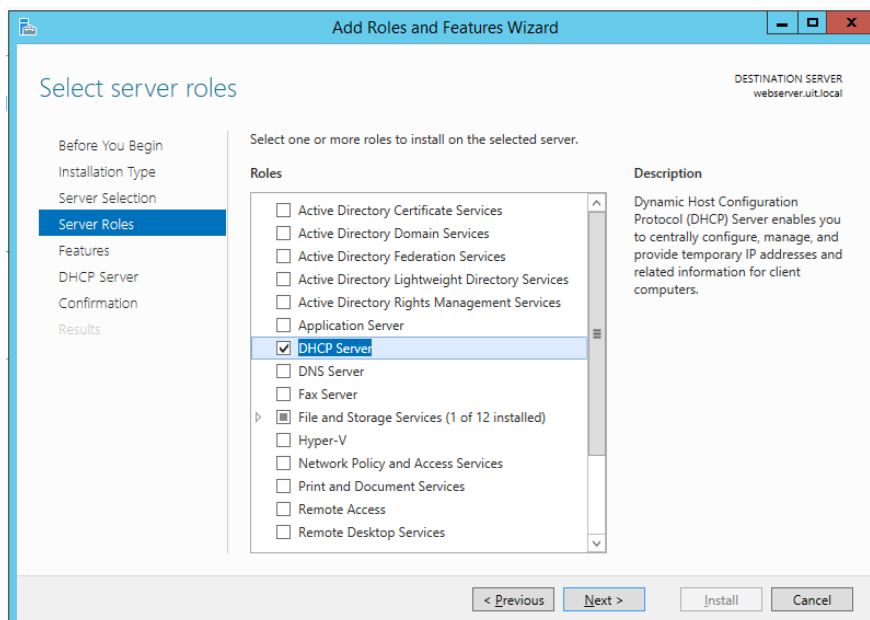 Add Roles and Features Wizard
Select server roles
DESTINATION SERVER
webserver.uit.local
Before You Begin
Installation Type
Server Selection
Server Roles
Features
DHCP Server
Confirmation
Results
Select one or more roles to install on the selected server.
Roles
Active Directory Certificate Services
Active Directory Domain Services
Active Directory Federation Services
Active Directory Lightweight Directory Services
Active Directory Rights Management Services
Application Server
DHCP Server
DNS Server
Fax Server
File and Storage Services (1 of 12 installed)
Hyper-V
Network Policy and Access Services
Print and Document Services
Remote Access
Remote Desktop Services
Description
Dynamic Host Configuration
Protocol (DHCP) Server enables you
to centrally configure, manage, and
provide temporary IP addresses and
related information for client
computers.
< Previous
Next >
Install
Cancel